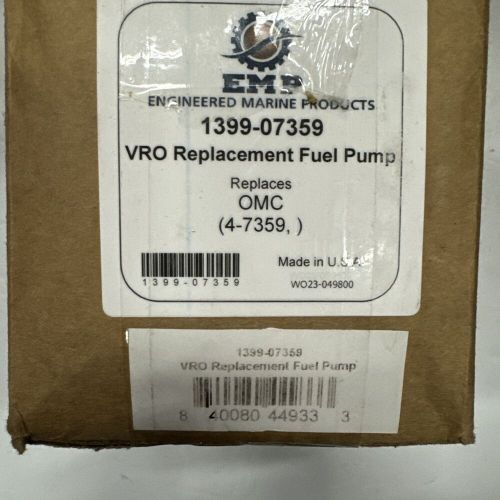 EMP
ENGINEERED MARINE PRODUCTS
1399-07359
VRO Replacement Fuel Pump
Replaces
OMC
(4-7359, )
Made in U.S.A.
1399-07359
WO23-049800
1399-07359
VRO Replacement Fuel Pump
8 40080 44933 3